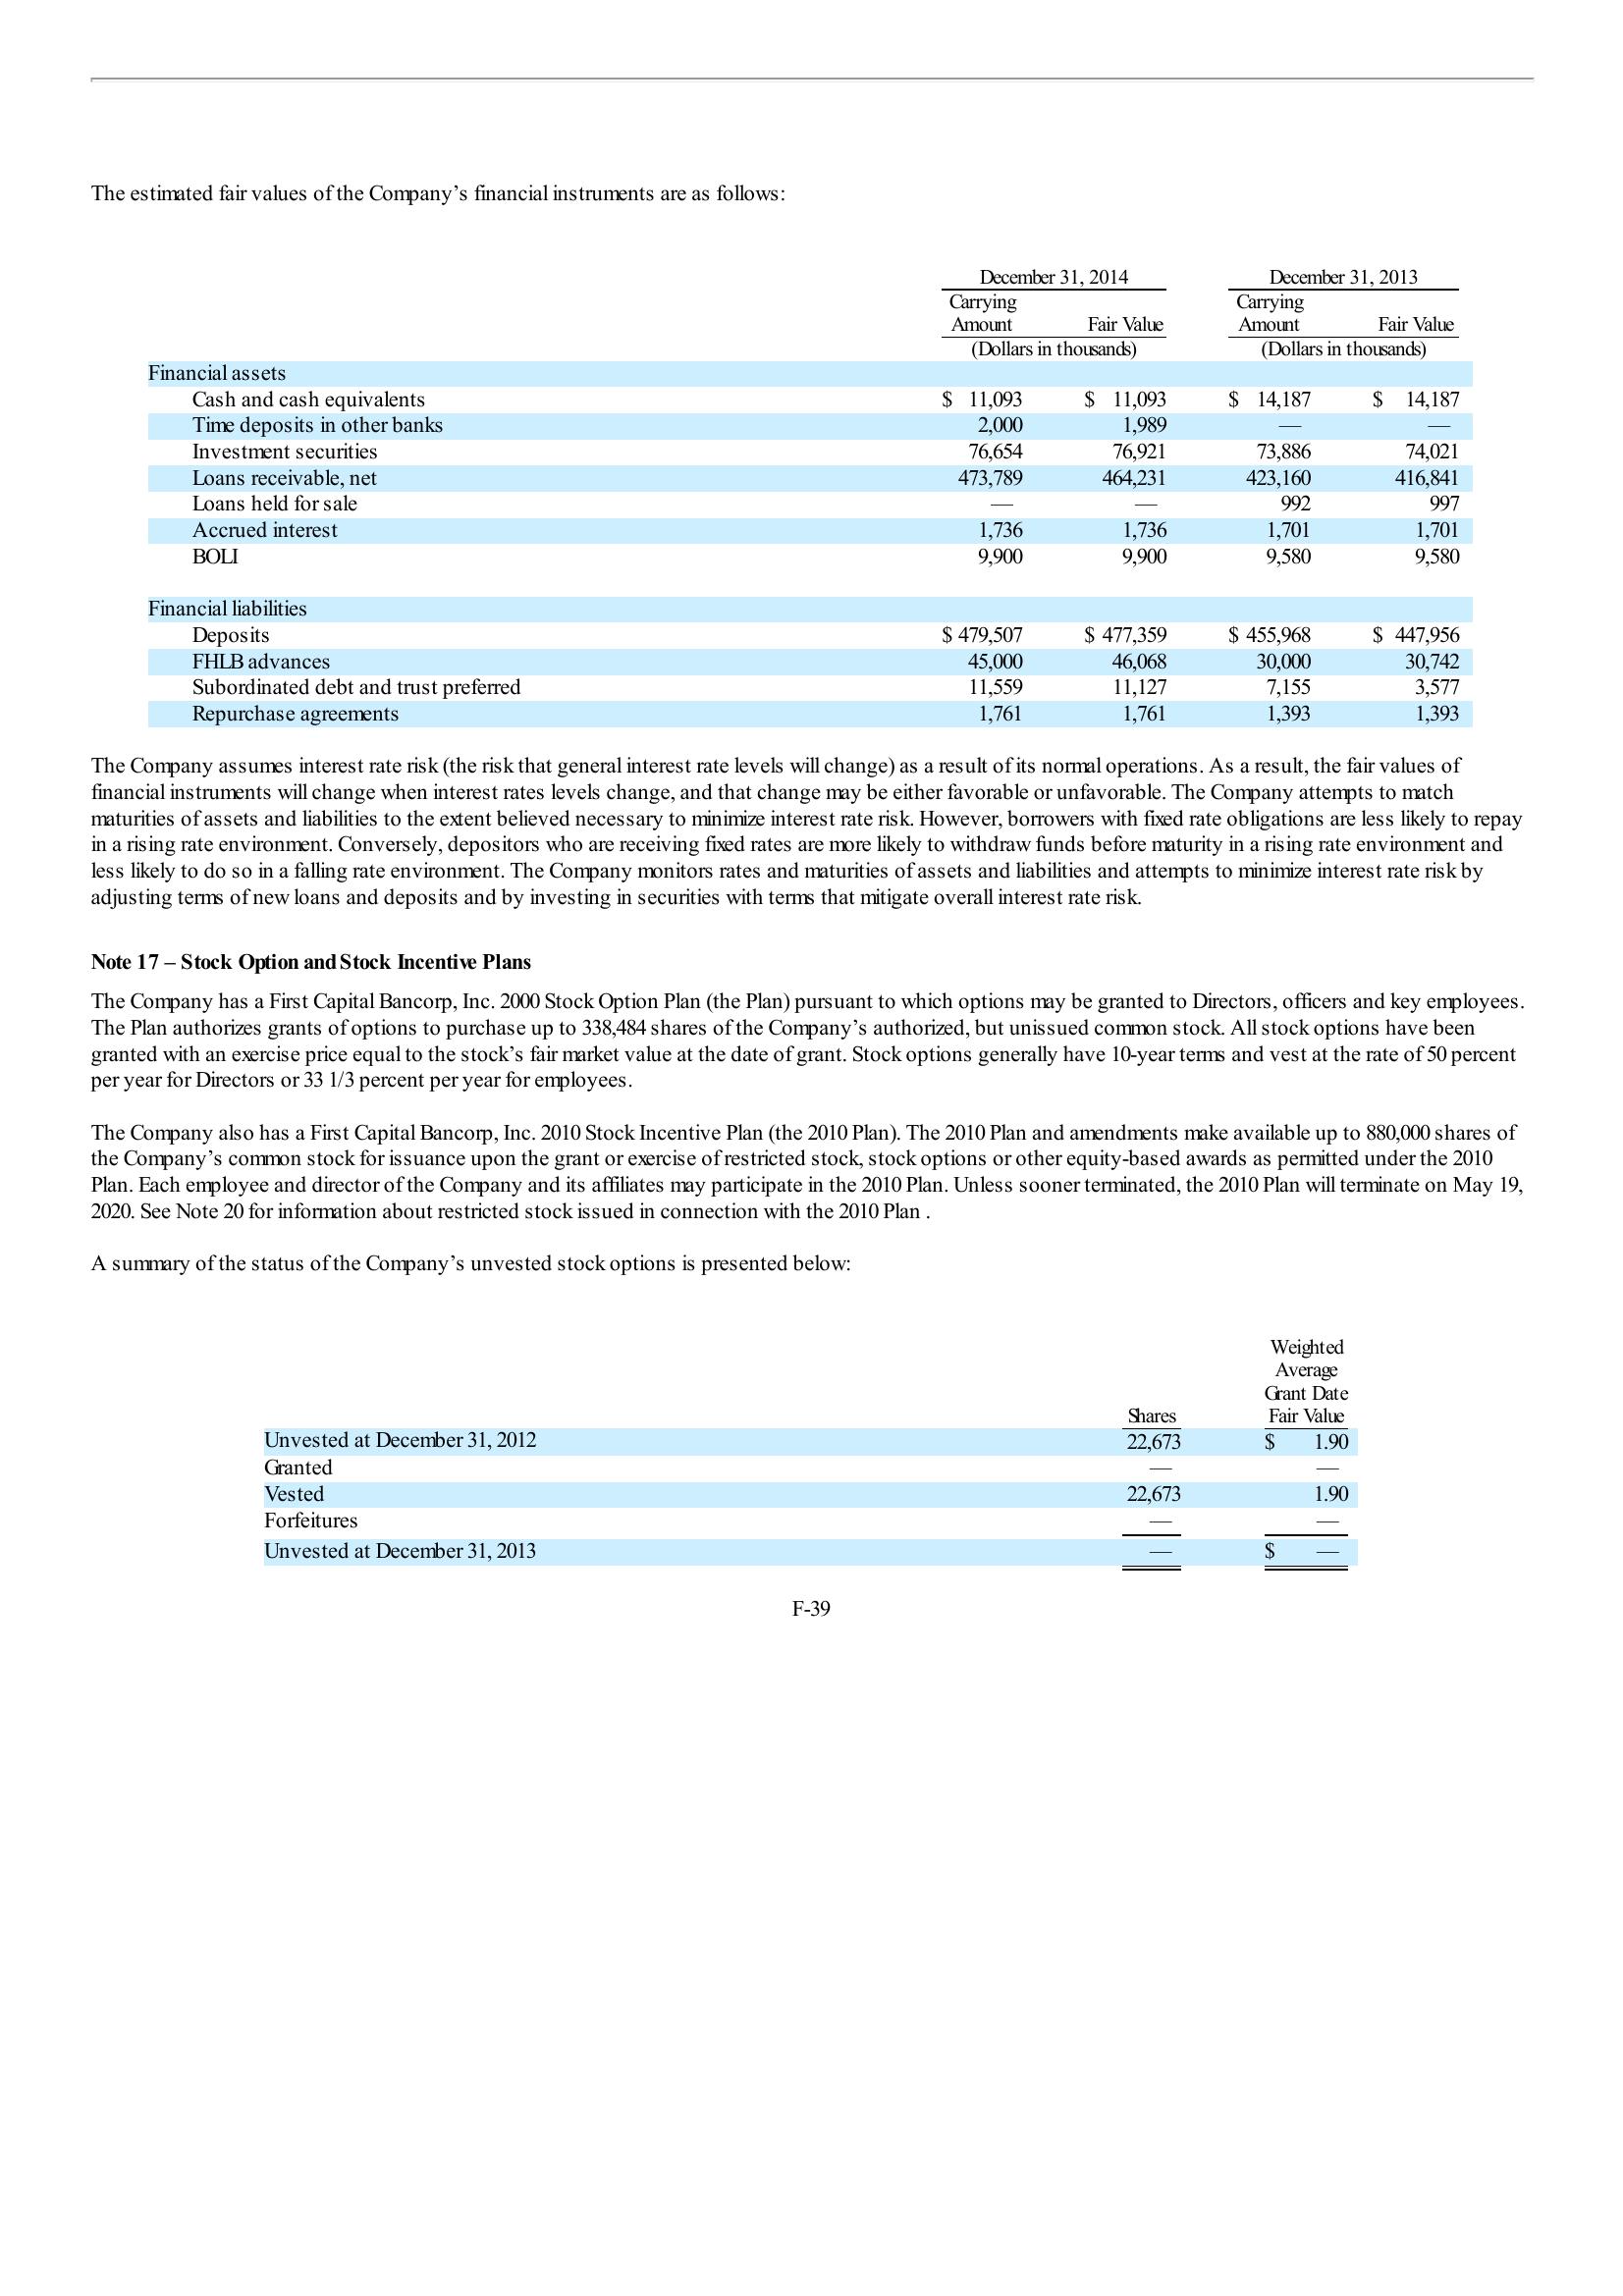 The estimated fair values of the Company’s financial instruments are as follows:
December 31, 2014 December 31, 2013
Carrying Carrying
Amount Fair Value Amount Fair Value
(Dollars in thousands) (Dollars in thousands)
Financial assets
Cash and cash equivalents $ 11,093 $ 11,093 $ 14,187 $ 14,187
Time deposits in other banks 2,000 1,989 — —
Investment securities 76,654 76,921 73,886 74,021
Loans receivable, net 473,789 464,231 423,160 416,841
Loans held for sale — — 992 997
Accrued interest 1,736 1,736 1,701 1,701
BOLI 9,900 9,900 9,580 9,580
Financial liabilities
Deposits $ 479,507 $ 477,359 $ 455,968 $ 447,956
FHLB advances 45,000 46,068 30,000 30,742
Subordinated debt and trust preferred 11,559 11,127 7,155 3,577
Repurchase agreements 1,761 1,761 1,393 1,393
The Company assumes interest rate risk (the risk that general interest rate levels will change) as a result of its normal operations. As a result, the fair values of
financial instruments will change when interest rates levels change, and that change may be either favorable or unfavorable. The Company attempts to match
maturities of assets and liabilities to the extent believed necessary to minimize interest rate risk. However, borrowers with fixed rate obligations are less likely to repay
in a rising rate environment. Conversely, depositors who are receiving fixed rates are more likely to withdraw funds before maturity in a rising rate environment and
less likely to do so in a falling rate environment. The Company monitors rates and maturities of assets and liabilities and attempts to minimize interest rate risk by
adjusting terms of new loans and deposits and by investing in securities with terms that mitigate overall interest rate risk.
Note 17 – Stock Option and Stock Incentive Plans
The Company has a First Capital Bancorp, Inc. 2000 Stock Option Plan (the Plan) pursuant to which options may be granted to Directors, officers and key employees.
The Plan authorizes grants of options to purchase up to 338,484 shares of the Company’s authorized, but unissued common stock. All stock options have been
granted with an exercise price equal to the stock’s fair market value at the date of grant. Stock options generally have 10-year terms and vest at the rate of 50 percent
per year for Directors or 33 1/3 percent per year for employees.
The Company also has a First Capital Bancorp, Inc. 2010 Stock Incentive Plan (the 2010 Plan). The 2010 Plan and amendments make available up to 880,000 shares of
the Company’s common stock for issuance upon the grant or exercise of restricted stock, stock options or other equity-based awards as permitted under the 2010
Plan. Each employee and director of the Company and its affiliates may participate in the 2010 Plan. Unless sooner terminated, the 2010 Plan will terminate on May 19,
2020. See Note 20 for information about restricted stock issued in connection with the 2010 Plan .
A summary of the status of the Company’s unvested stock options is presented below:
Weighted
Average
Grant Date
Shares Fair Value
Unvested at December 31, 2012 22,673 $ 1.90
Granted — —
Vested 22,673 1.90
Forfeitures — —
Unvested at December 31, 2013 — $ —
F-39